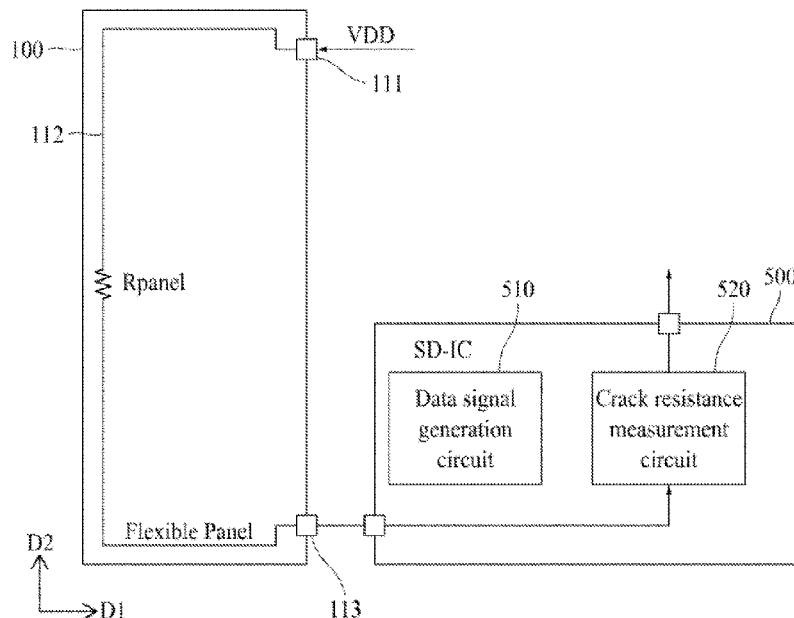 100
VDD
111
112
Rpanel
510
520
500
SD-IC
Data signal
generation
circuit
Crack resistance
measurement
circuit
Flexible Panel
D2
D1
113